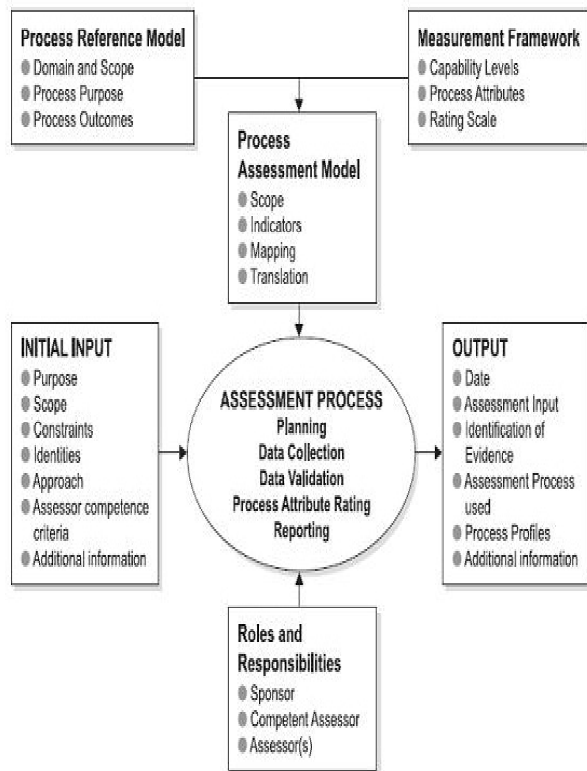 Process Reference Model
Domain and Scope
Process Purpose
Process Outcomes
Measurement Framework
Capability Levels
Process Attributes
Rating Scale
Process
Assessment Model
Scope
Indicators
Mapping
Translation
INITIAL INPUT
Purpose
Scope
Constraints
Identities
Approach
Assessor competence
criteria
Additional information
ASSESSMENT PROCESS
Planning
Data Collection
Data Validation
Process Attribute Rating
Reporting
OUTPUT
Date
Assessment Input
Identification of
Evidence
Assessment Process
used
Process Profiles
Additional information
Roles and
Responsibilities
Sponsor
Competent Assessor
Assessor(s)